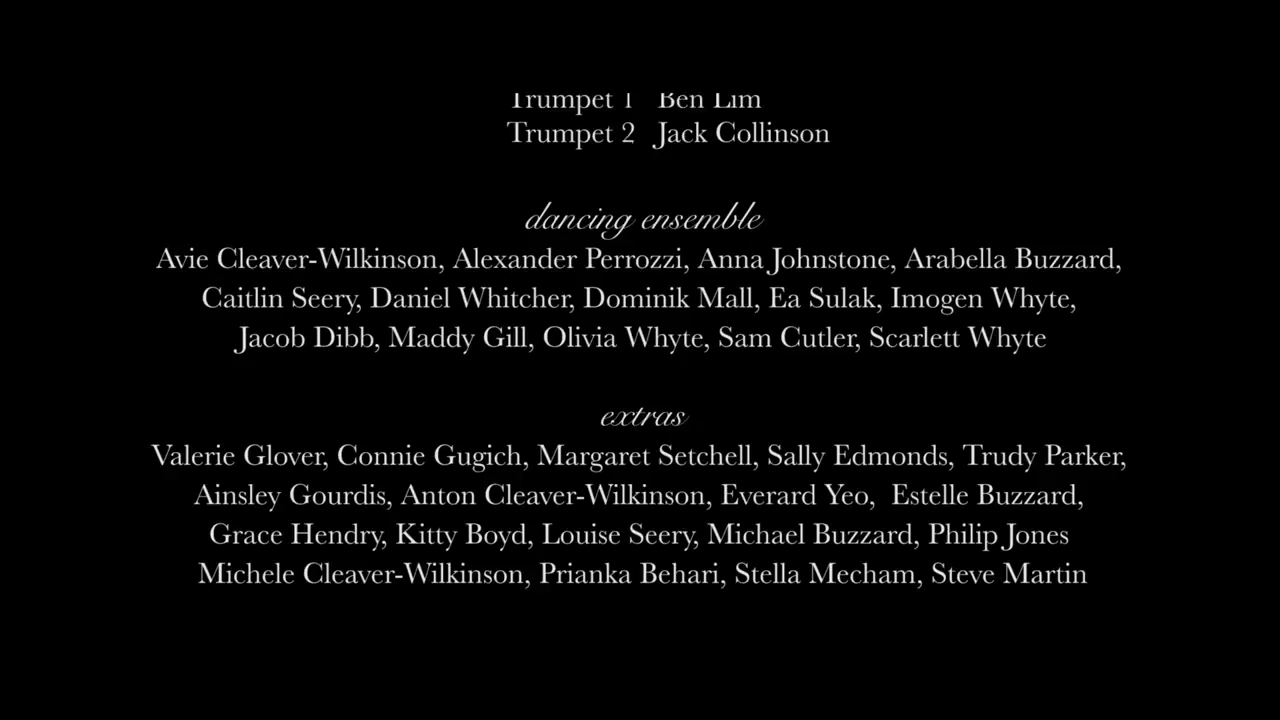 Trumpet 1 Ben Lim
Trumpet 2 Jack Collinson
dancing ensemble
Avie Cleaver-Wilkinson, Alexander Perrozzi, Anna Johnstone, Arabella Buzzard,
Caitlin Seery, Daniel Whitcher, Dominik Mall, Ea Sulak, Imogen Whyte,
Jacob Dibb, Maddy Gill, Olivia Whyte, Sam Cutler, Scarlett Whyte
extras
Valerie Glover, Connie Gugich, Margaret Setchell, Sally Edmonds, Trudy Parker,
Ainsley Gourdis, Anton Cleaver-Wilkinson, Everard Yeo, Estelle Buzzard,
Grace Hendry, Kitty Boyd, Louise Seery, Michael Buzzard, Philip Jones
Michele Cleaver-Wilkinson, Prianka Behari, Stella Mecham, Steve Martin